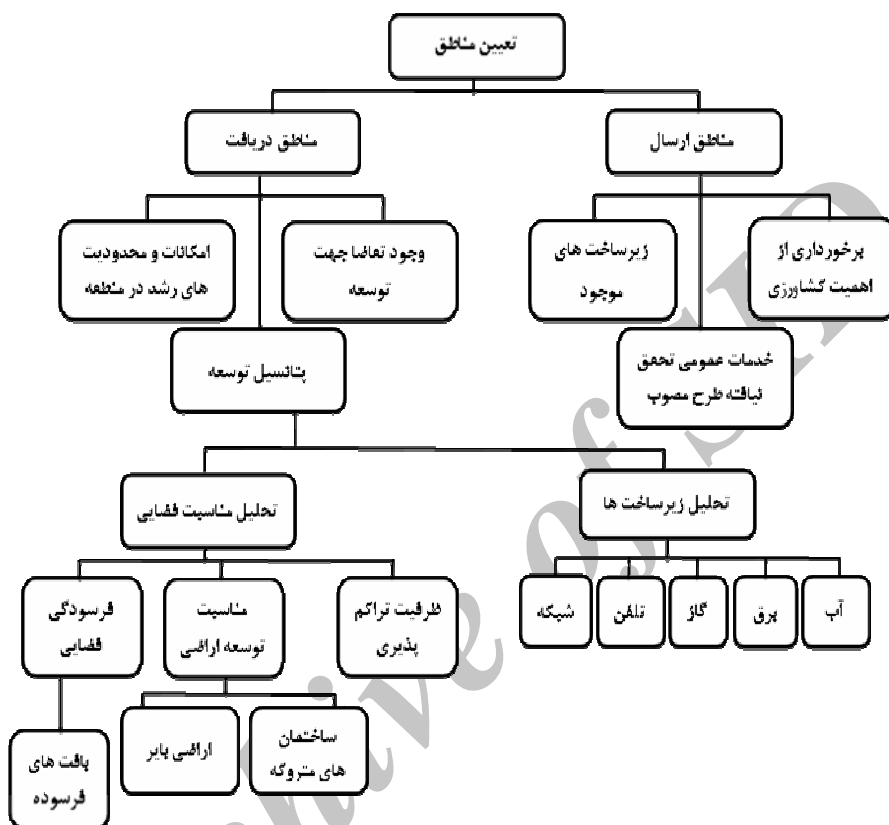 تعیین مناطق
مناطق ارسال
مناطق دریافت
برخورداری از
اهمیت کشاورزی
زیرساخت های
موجود
وجود تقاضا جهت
توسعه
امکانات و محدودیت
های رشد در منطقه
خدمات عمومی تحقق
نیافته طرح مصوب
پتانسیل توسعه
تحلیل زیرساخت ها
تحلیل مناسبت فضایی
آب
برق
گاز
تلفن
شبکه
ظرفیت تراکم
پذیری
مناسبت
توسعه اراضی
فرسودگی
فضایی
ساختمان
های متروکه
اراضی بایر
بافت های
فرسوده
Archive of SID